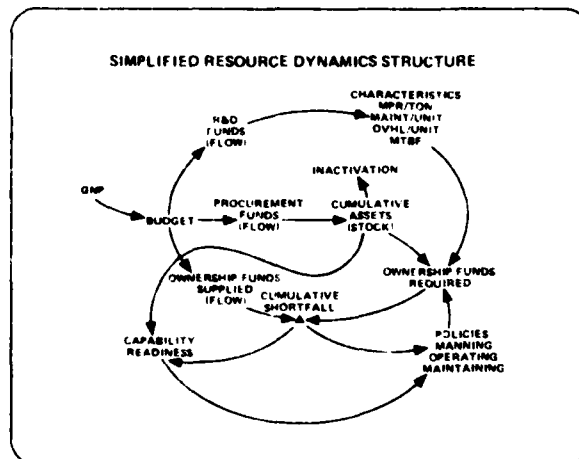 SIMPLIFIED RESOURCE DYNAMICS STRUCTURE
CHARACTERISTICS
MPR/TON
MAINT/UNIT
OVHL/UNIT
MTBF
R&D
FUNDS
(FLOW)
INACTIVATION
GNP
BUDGET
PROCUREMENT
FUNDS
(FLOW)
CUMULATIVE
ASSETS
(STOCK)
OWNERSHIP FUNDS
SUPPLIED
(FLOW)
OWNERSHIP FUNDS
REQUIRED
CUMULATIVE
SHORTFALL
CAPABILITY
READINESS
POLICIES
MANNING
OPERATING
MAINTAINING